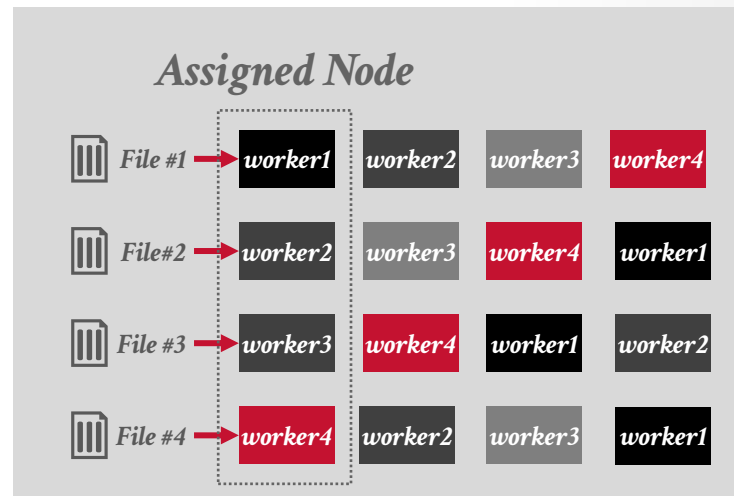 Assigned Node
File #1 worker1 worker2 worker3 worker4
File#2 worker2 worker3 worker4 worker1
File #3 worker3 worker4 worker1 worker2
File #4 worker4 worker2 worker3 worker1